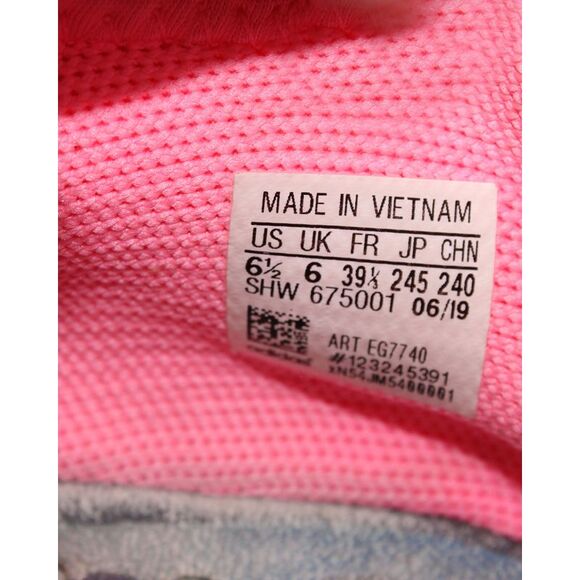 MADE IN VIETNAM
US UK FR JP CHN
6½ 6 39⅓ 245 240
SHW 675001 06/19
ART EG7740
#123245391